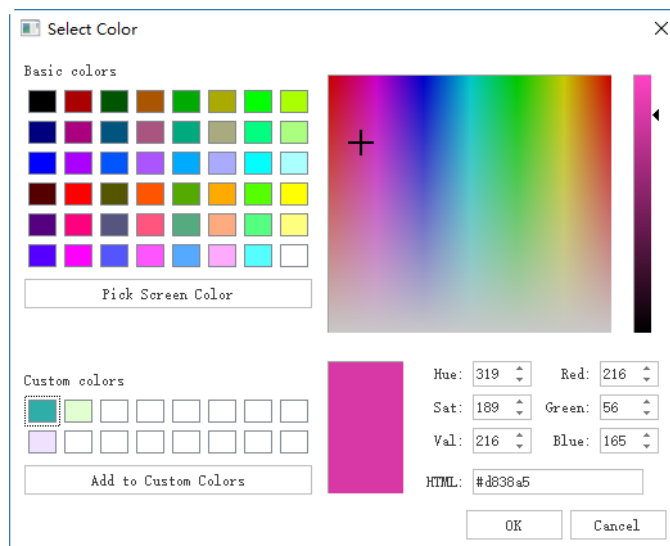 Select Color
Basic colors
Pick Screen Color
Custom colors
Add to Custom Colors
Hue: 319 Red: 216
Sat: 189 Green: 56
Val: 216 Blue: 165
HTML: #d838a5
OK Cancel